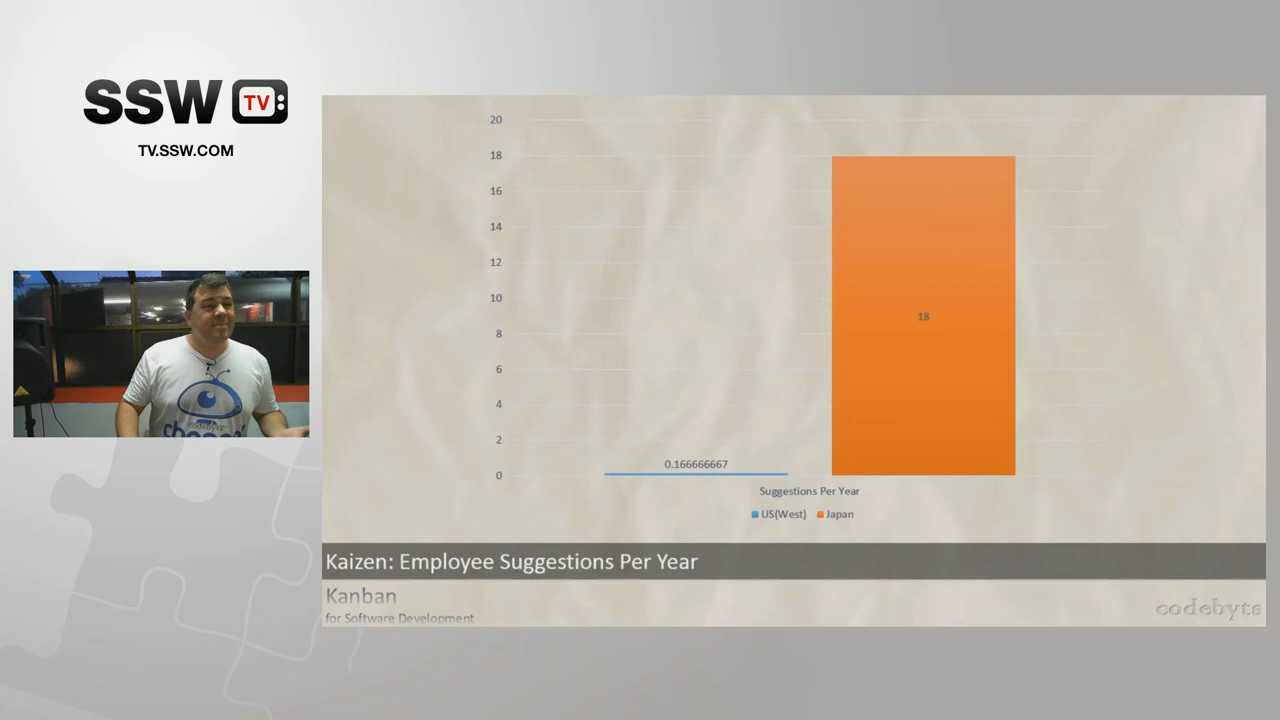 SSW TV
TV.SSW.COM
20
18
16
14
12
10
8
6
4
2
0
18
0.166666667
Suggestions Per Year
US(West) Japan
Kaizen: Employee Suggestions Per Year
Kanban
for Software Development
codebyts
codebyts